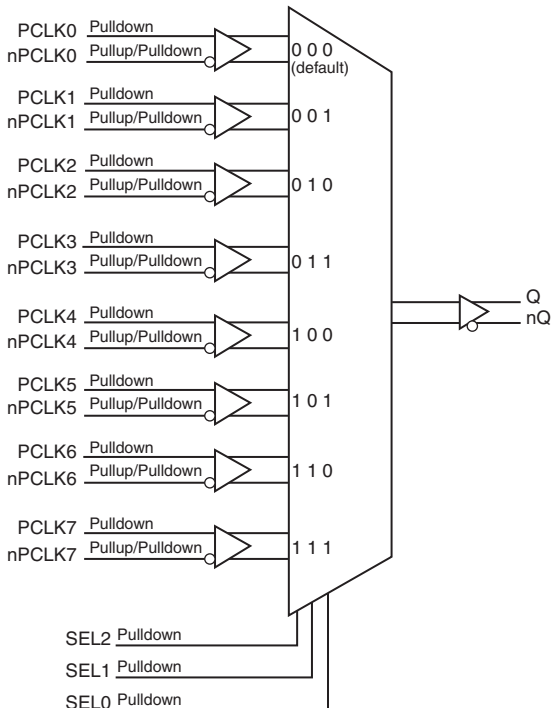 PCLK0 Pulldown
nPCLK0 Pullup/Pulldown
0 0 0
(default)
PCLK1 Pulldown
nPCLK1 Pullup/Pulldown
0 0 1
PCLK2 Pulldown
nPCLK2 Pullup/Pulldown
0 1 0
PCLK3 Pulldown
nPCLK3 Pullup/Pulldown
0 1 1
PCLK4 Pulldown
nPCLK4 Pullup/Pulldown
1 0 0
PCLK5 Pulldown
nPCLK5 Pullup/Pulldown
1 0 1
PCLK6 Pulldown
nPCLK6 Pullup/Pulldown
1 1 0
PCLK7 Pulldown
nPCLK7 Pullup/Pulldown
1 1 1
Q
nQ
SEL2 Pulldown
SEL1 Pulldown
SEL0 Pulldown